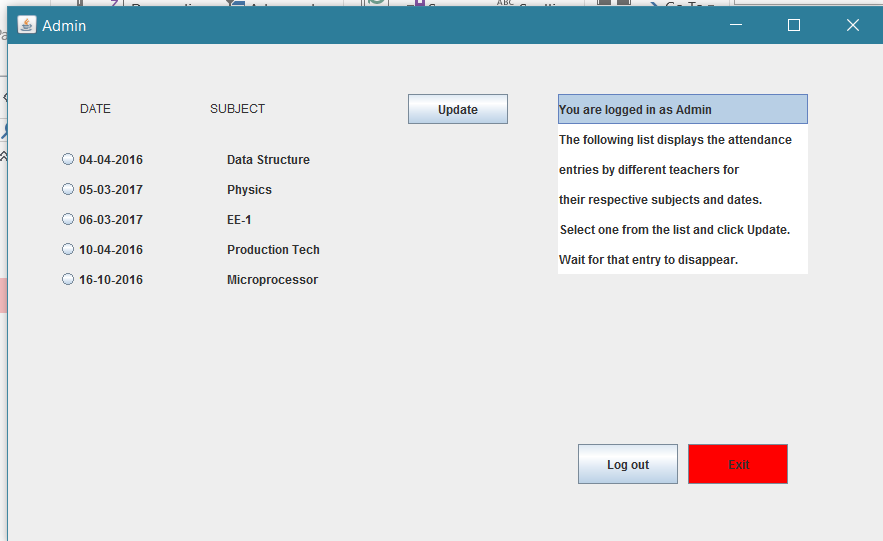 Admin
DATE SUBJECT Update You are logged in as Admin
The following list displays the attendance
04-04-2016 Data Structure
entries by different teachers for
05-03-2017 Physics
their respective subjects and dates.
06-03-2017 EE-1
Select one from the list and click Update.
10-04-2016 Production Tech
Wait for that entry to disappear.
16-10-2016 Microprocessor
Log out Exit